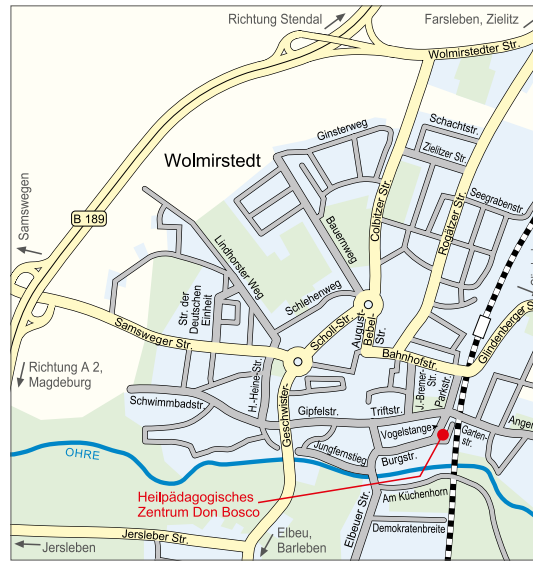 Richtung Stendal
Farsleben, Zielitz
Wolmirstedter Str.
Ginsterweg
Schachtstr.
Zielitzer Str.
Wolmirstedt
Seegrabenstr.
Samswegen
B 189
Colbitzer Str.
Rogätzer Str.
Bauernweg
Lindhorster Weg
Str. der
Deutschen
Einheit
Schlehenweg
Samsweger Str.
Scholl-Str.
August-
Bebel-
Str.
Glindenberger S
Bahnhofstr.
Richtung A 2,
Magdeburg
H.-Heine-Str.
Geschwister-
J.-Bremer-
Str.
Parkstr.
Schwimmbadstr.
Gipfelstr.
Triftstr.
Vogelstange
Garten-
str.
Anger
Jungfernstieg
Burgstr.
OHRE
Am Küchenhorn
Heilpädagogisches
Zentrum Don Bosco
Elbeuer Str.
Demokratenbreite
Jersleber Str.
Jersleben
Elbeu,
Barleben